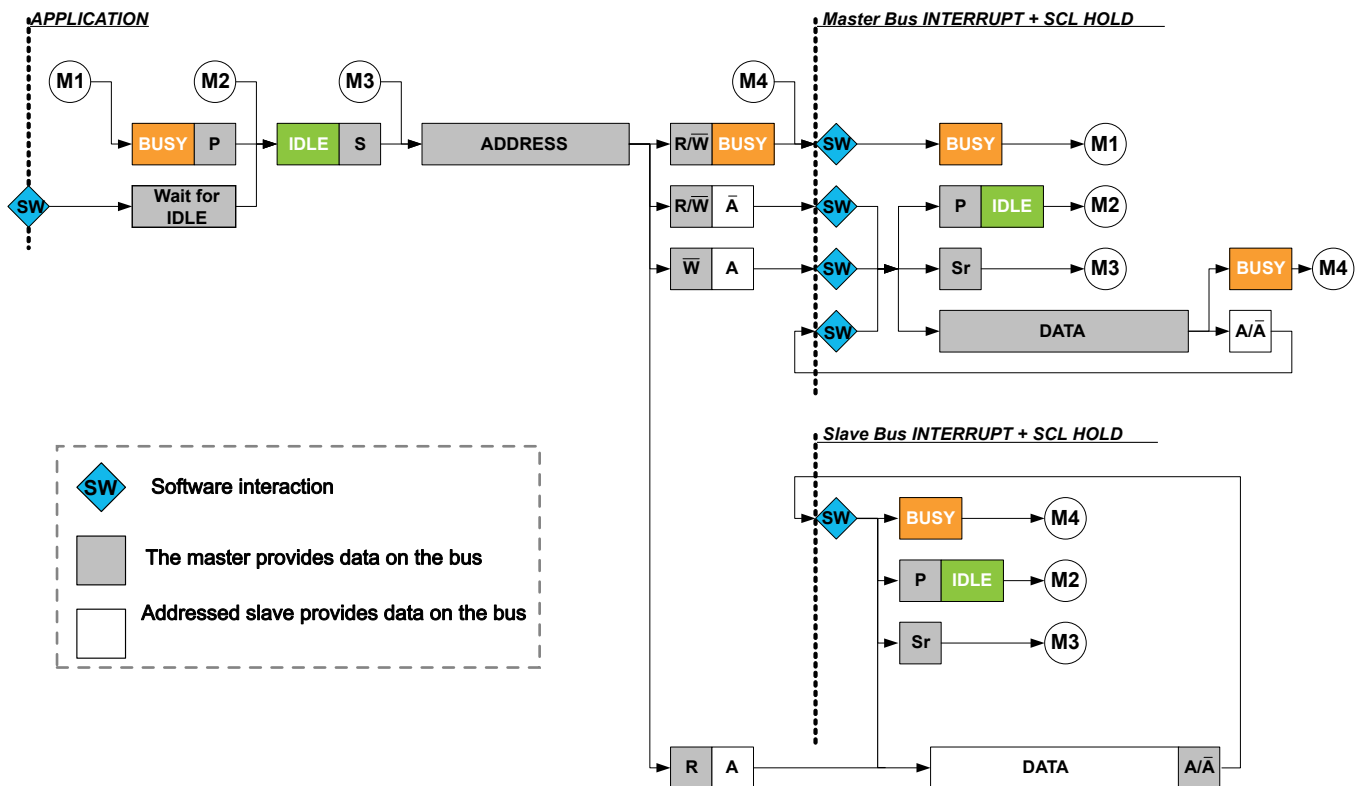 APPLICATION
Master Bus INTERRUPT + SCL HOLD
M1
M2
M3
M4
BUSY P
IDLE S
ADDRESS
R/W̅ BUSY
SW
BUSY
M1
SW
Wait for
IDLE
R/W̅ A̅
SW
P IDLE
M2
W̅ A
SW
Sr
M3
BUSY
M4
SW
DATA
A/A̅
Slave Bus INTERRUPT + SCL HOLD
SW
Software interaction
The master provides data on the bus
Addressed slave provides data on the bus
SW
BUSY
M4
P IDLE
M2
Sr
M3
R A
DATA
A/A̅